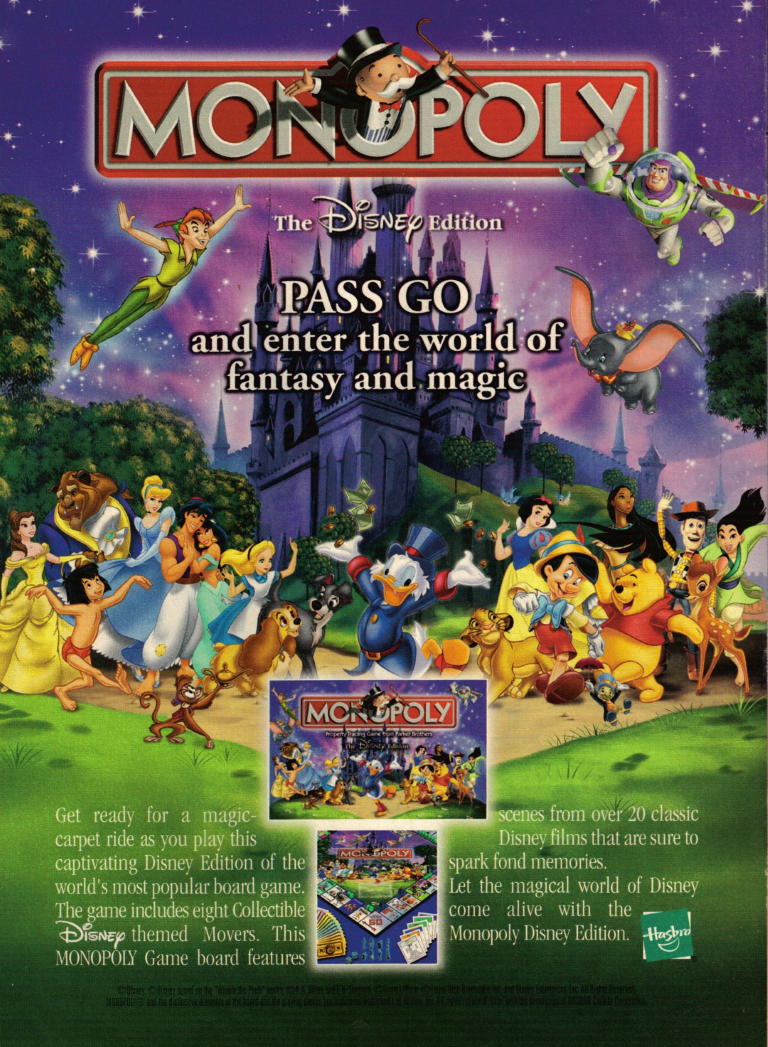 MONOPOLY
The Disney Edition
PASS GO
and enter the world of
fantasy and magic
MONOPOLY
Property Trading Game from Parker Brothers
The Disney Edition
MONOPOLY
GO
Get ready for a magic-
carpet ride as you play this
captivating Disney Edition of the
world's most popular board game.
The game includes eight Collectible
Disney themed Movers. This
MONOPOLY Game board features
scenes from over 20 classic
Disney films that are sure to
spark fond memories.
Let the magical world of Disney
come alive with the
Monopoly Disney Edition.
Hasbro